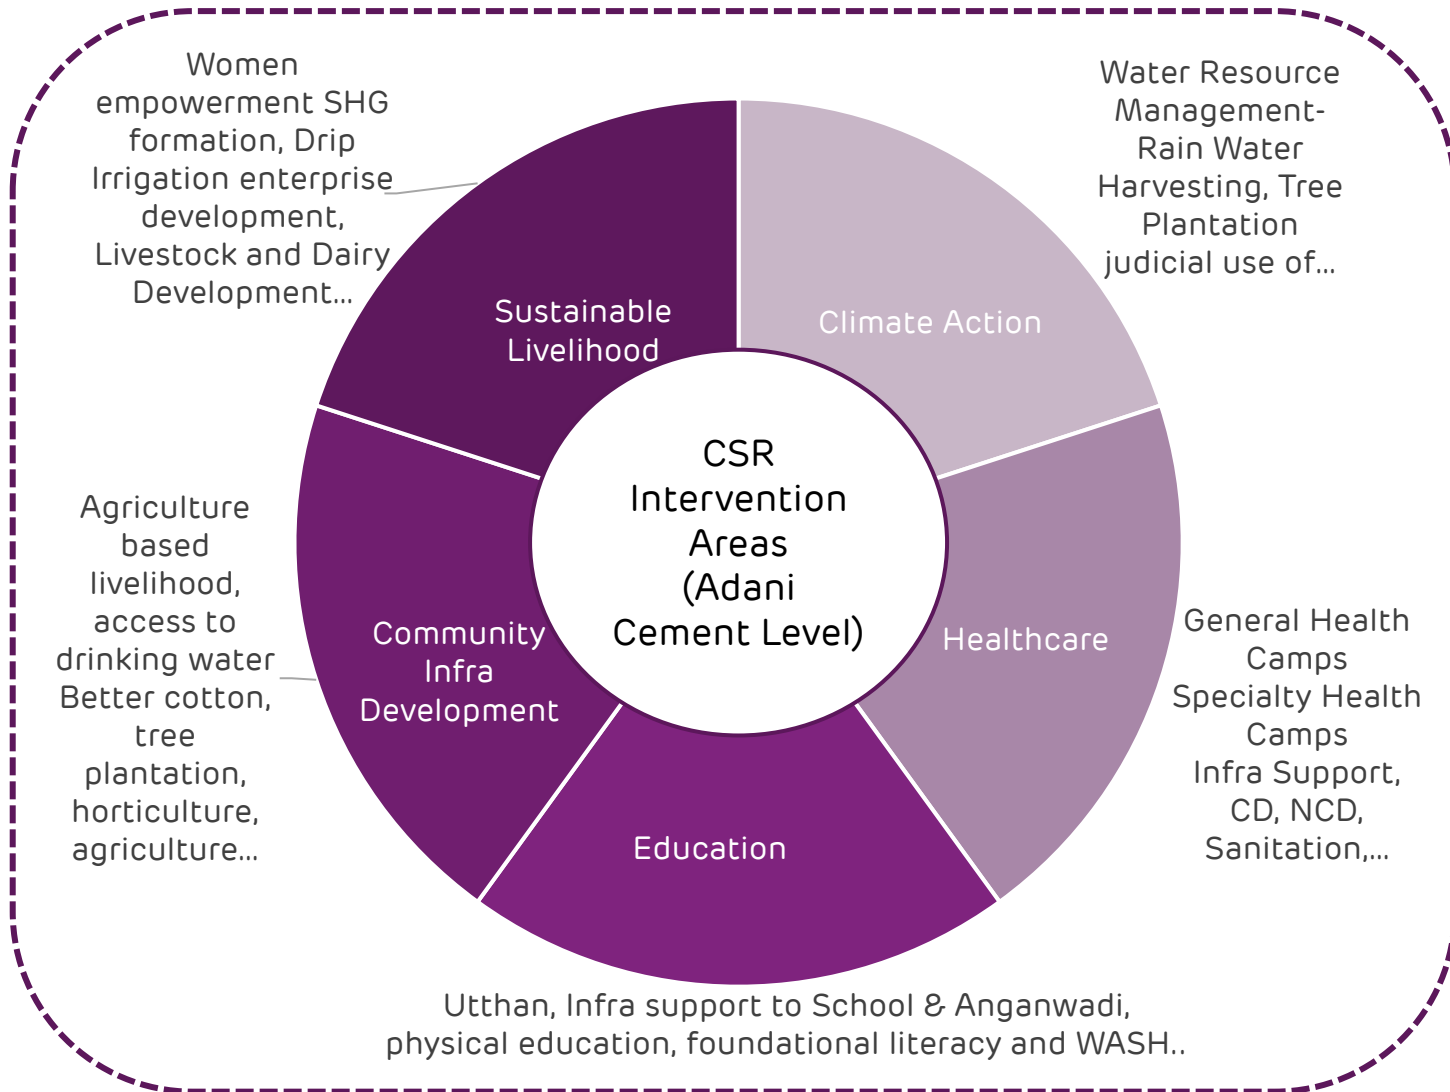 Women
empowerment SHG
formation, Drip
Irrigation enterprise
development,
Livestock and Dairy
Development...
Water Resource
Management-
Rain Water
Harvesting, Tree
Plantation
judicial use of...
Sustainable
Livelihood
Climate Action
CSR
Intervention
Areas
(Adani
Cement Level)
Agriculture
based
livelihood,
access to
drinking water
Better cotton,
tree
plantation,
horticulture,
agriculture...
Community
Infra
Development
Healthcare
General Health
Camps
Specialty Health
Camps
Infra Support,
CD, NCD,
Sanitation,...
Education
Utthan, Infra support to School & Anganwadi,
physical education, foundational literacy and WASH..